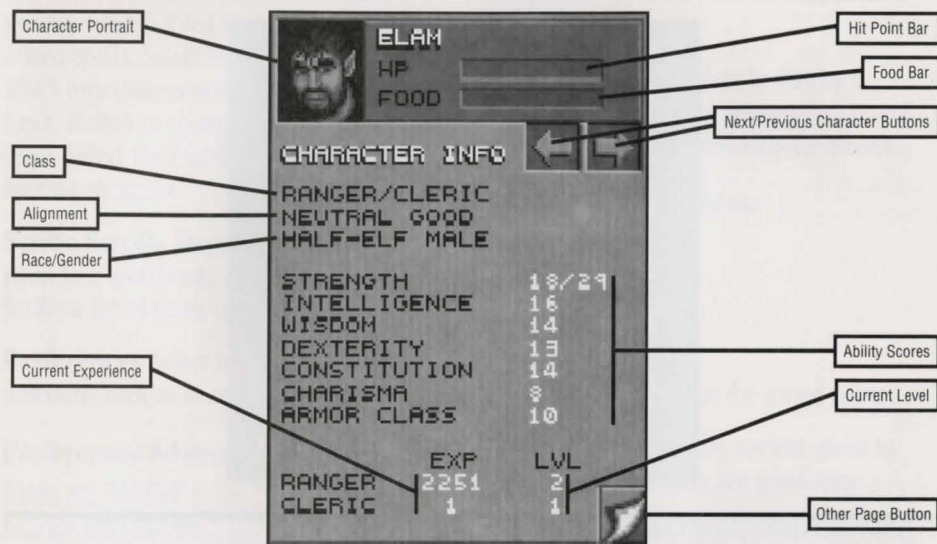 Character Portrait
Hit Point Bar
Food Bar
Next/Previous Character Buttons
Class
Alignment
Race/Gender
Current Experience
Ability Scores
Current Level
Other Page Button
ELAM
HP
FOOD
CHARACTER INFO
RANGER/CLERIC
NEUTRAL GOOD
HALF-ELF MALE
STRENGTH 18/29
INTELLIGENCE 16
WISDOM 14
DEXTERITY 13
CONSTITUTION 14
CHARISMA 8
ARMOR CLASS 10
EXP LVL
RANGER 2251 2
CLERIC 1 1